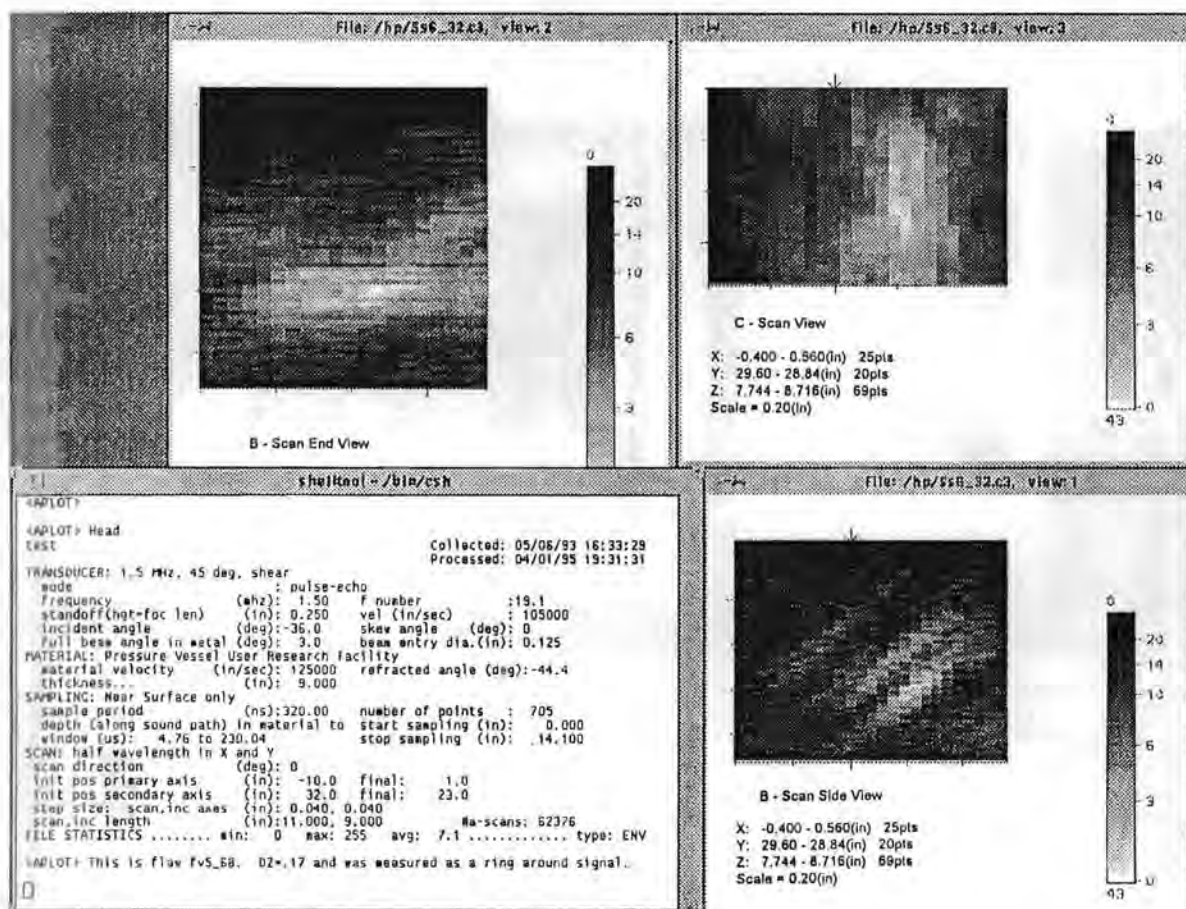 File: /hp/5s6_32.c3, view:2
0
20
14
10
6
3
B - Scan End View
File: /hp/5s6_32.c3, view:3
0
20
14
10
6
3
0
43
C - Scan View
X: -0.400 - 0.560(in) 25pts
Y: 29.60 - 28.84(in) 20pts
Z: 7.744 - 8.716(in) 69pts
Scale = 0.20(in)
shelltool - /bin/csh
<APLOT>
<APLOT> Head
test
Collected: 05/06/93 16:33:29
Processed: 04/01/95 19:31:31
TRANSDUCER: 1.5 MHz, 45 deg, shear
mode : pulse-echo
frequency (mhz): 1.50 f number :19.1
standoff(hgt-foc len) (in): 0.250 vel (in/sec) : 105000
incident angle (deg):-36.0 skew angle (deg): 0
full beam angle in metal (deg): 3.0 beam entry dia.(in): 0.125
MATERIAL: Pressure Vessel User Research Facility
material velocity (in/sec): 125000 refracted angle (deg):-44.4
thickness... (in): 9.000
SAMPLING: Near Surface only
sample period (ns):320.00 number of points : 705
depth (along sound path) in material to start sampling (in): 0.000
window (us): 4.76 to 230.04 stop sampling (in): 14.100
SCAN: half wavelength in X and Y
scan direction (deg): 0
init pos primary axis (in): -10.0 final: 1.0
init pos secondary axis (in): 32.0 final: 23.0
step size: scan,inc axes (in): 0.040, 0.040
scan,inc length (in):11.000, 9.000 #a-scans: 62376
FILE STATISTICS ........ min: 0 max: 255 avg: 7.1 ............ type: ENV
<APLOT> This is flaw fv5_68. DZ=.17 and was measured as a ring around signal.
File: /hp/5s6_32.c3, view:1
0
20
14
10
6
3
0
43
B - Scan Side View
X: -0.400 - 0.560(in) 25pts
Y: 29.60 - 28.84(in) 20pts
Z: 7.744 - 8.716(in) 69pts
Scale = 0.20(in)